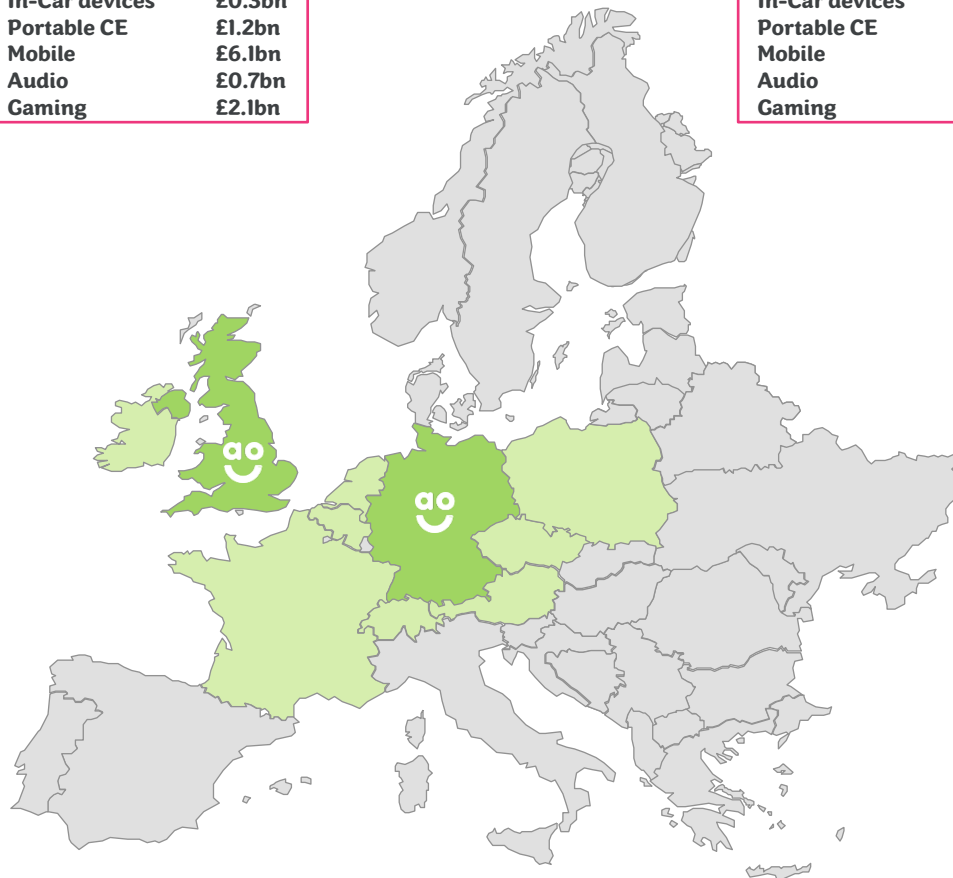 In-Car devices £0.3bn
Portable CE £1.2bn
Mobile £6.1bn
Audio £0.7bn
Gaming £2.1bn
In-Car devices
Portable CE
Mobile
Audio
Gaming
ao
ao